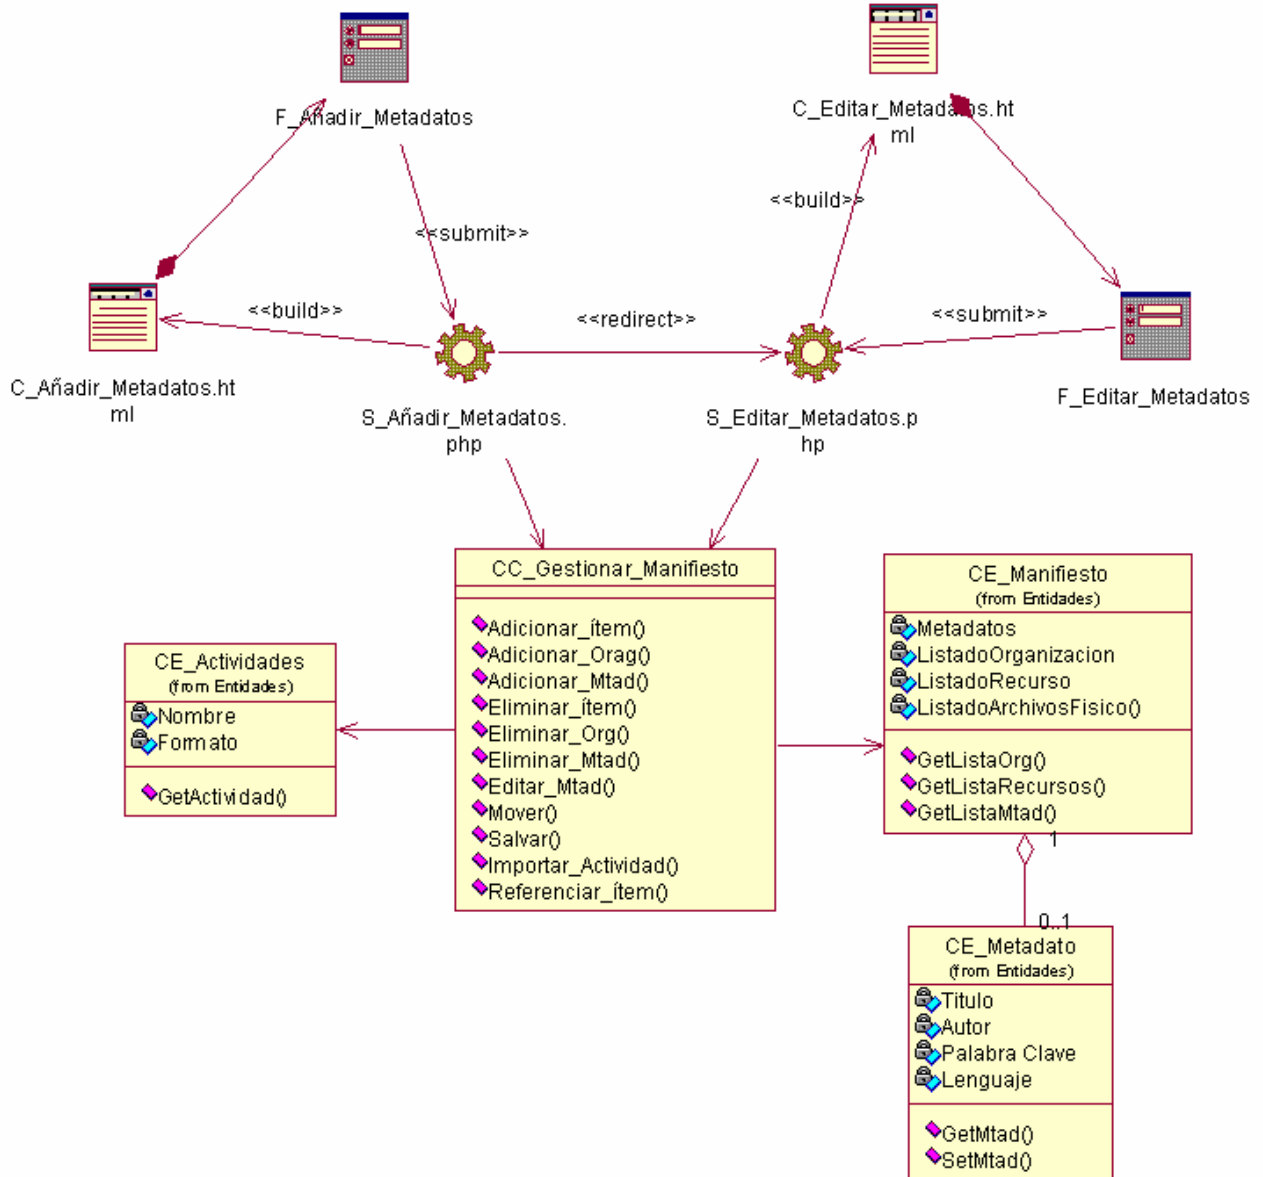 F_Añadir_Metadatos
C_Editar_Metadatos.ht
ml
<<build>>
<<submit>>
<<build>>
<<redirect>>
<<submit>>
C_Añadir_Metadatos.ht
ml
S_Añadir_Metadatos.
php
S_Editar_Metadatos.p
hp
F_Editar_Metadatos
CC_Gestionar_Manifiesto
Adicionar_ítem()
Adicionar_Orag()
Adicionar_Mtad()
Eliminar_ítem()
Eliminar_Org()
Eliminar_Mtad()
Editar_Mtad()
Mover()
Salvar()
Importar_Actividad()
Referenciar_ítem()
CE_Actividades
(from Entidades)
Nombre
Formato
GetActividad()
CE_Manifiesto
(from Entidades)
Metadatos
ListadoOrganizacion
ListadoRecurso
ListadoArchivosFisico()
GetListaOrg()
GetListaRecursos()
GetListaMtad()
1
0..1
CE_Metadato
(from Entidades)
Titulo
Autor
Palabra Clave
Lenguaje
GetMtad()
SetMtad()